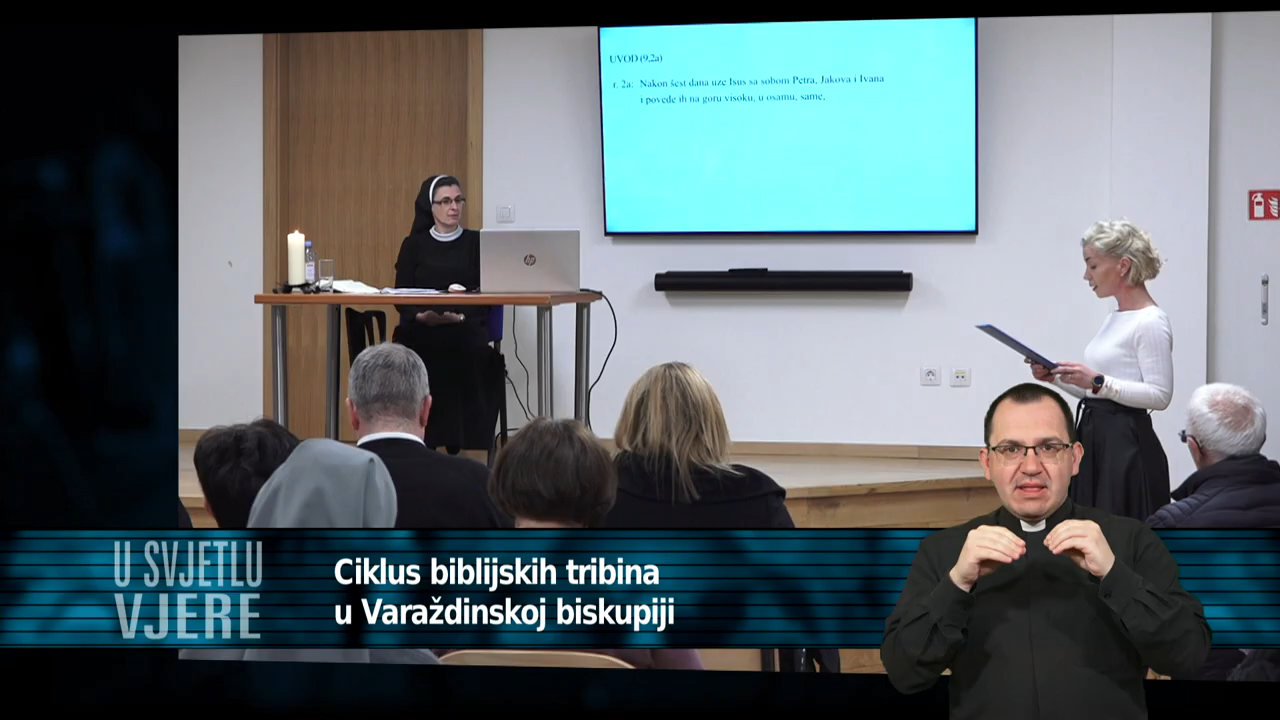 UVOD (9,2a)
r. 2a: Nakon šest dana uze Isus sa sobom Petra, Jakova i Ivana
i povede ih na goru visoku, u osamu, same,
hp
U SVJETLU
VJERE
Ciklus biblijskih tribina
u Varaždinskoj biskupiji